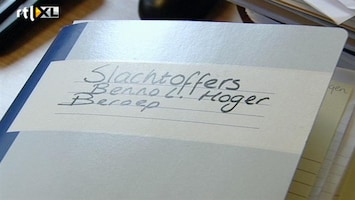 rtl XL
Slachtoffers
Benno L. Hoger
Beroep